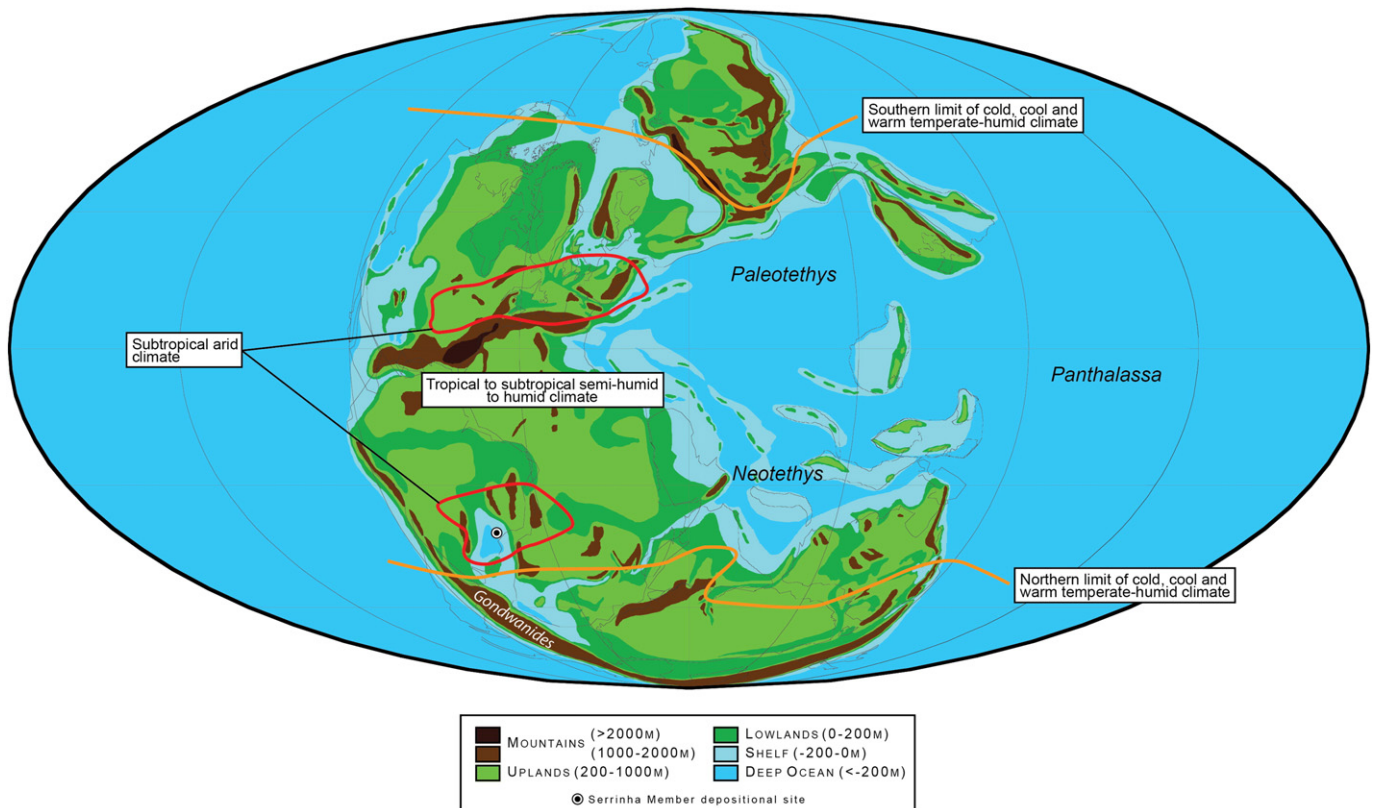 Southern limit of cold, cool and
warm temperate-humid climate
Paleotethys
Subtropical arid
climate
Panthalassa
Tropical to subtropical semi-humid
to humid climate
Neotethys
Northern limit of cold, cool and
warm temperate-humid climate
Gondwanides
MOUNTAINS (>2000M)
(1000-2000M)
UPLANDS (200-1000M)
LOWLANDS (0-200M)
SHELF (-200-0M)
DEEP OCEAN (<-200M)
Serrinha Member depositional site